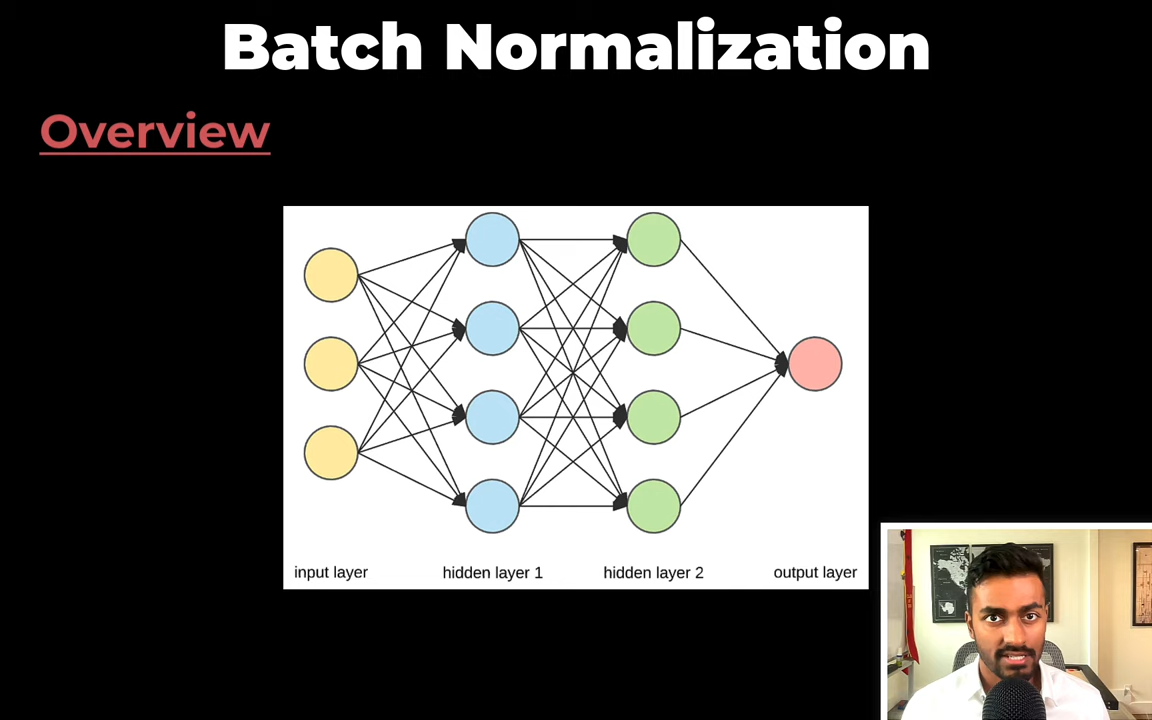 Batch Normalization
Overview
input layer
hidden layer 1
hidden layer 2
output layer